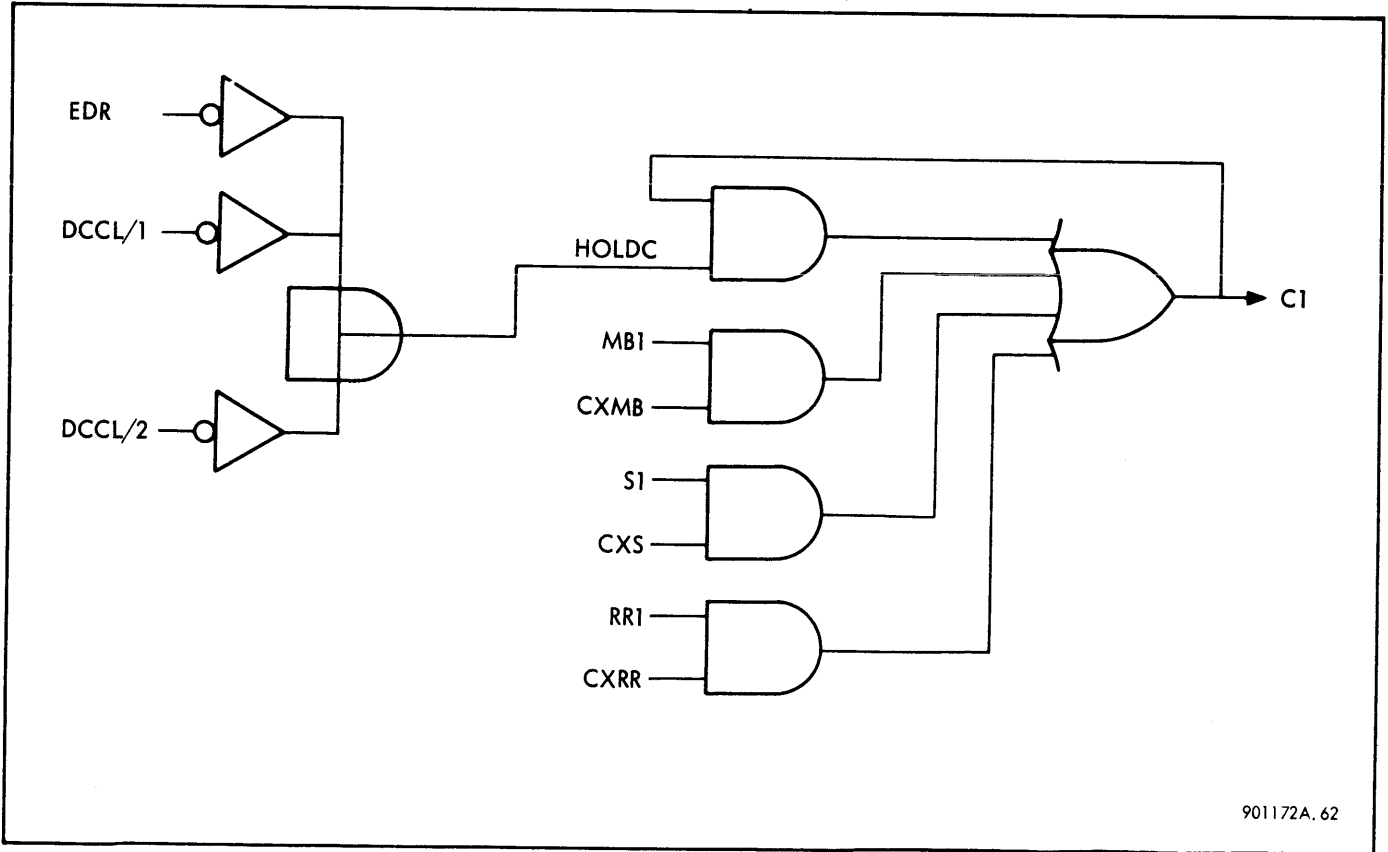 EDR
DCCL/1
DCCL/2
HOLDC
MB1
CXMB
S1
CXS
RR1
CXRR
C1
901172A.62